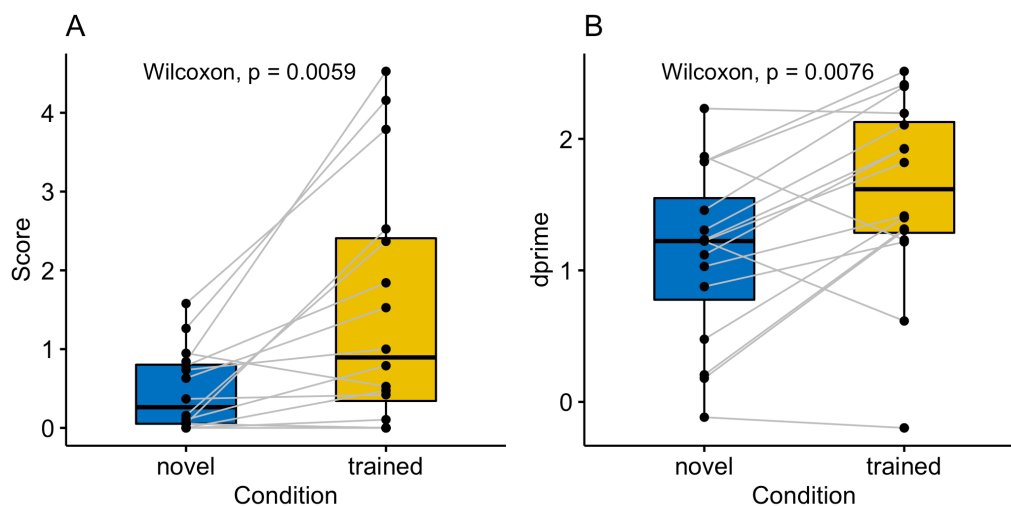 A
Wilcoxon, p = 0.0059
Score
4
3
2
1
0
novel trained
Condition
B
Wilcoxon, p = 0.0076
dprime
2
1
0
novel trained
Condition